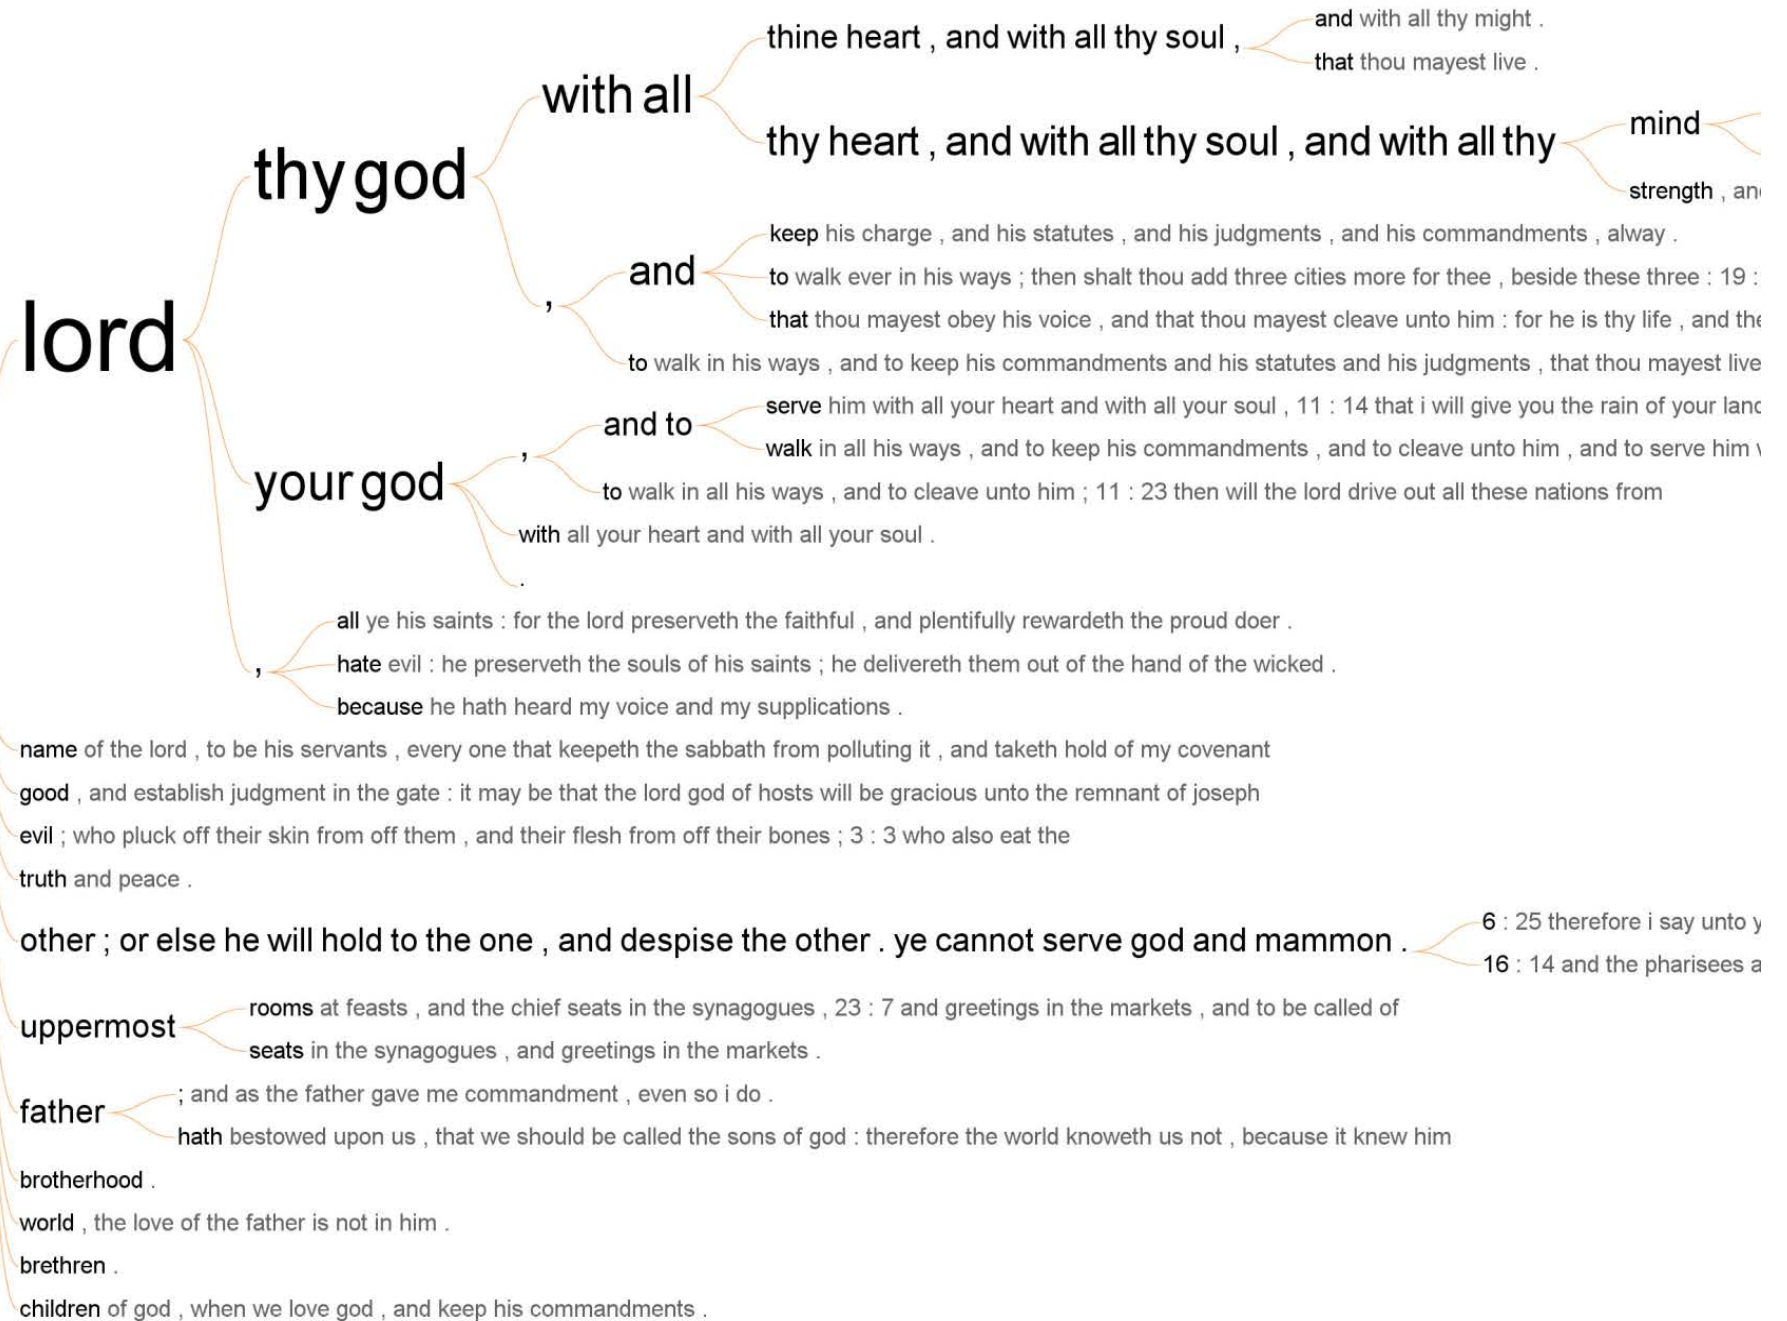 and with all thy might .
thine heart , and with all thy soul ,
that thou mayest live .
with all
mind
thy heart , and with all thy soul , and with all thy
thy god
strength , an
keep his charge , and his statutes , and his judgments , and his commandments , alway .
and
to walk ever in his ways ; then shalt thou add three cities more for thee , beside these three : 19 :
,
that thou mayest obey his voice , and that thou mayest cleave unto him : for he is thy life , and the
lord
to walk in his ways , and to keep his commandments and his statutes and his judgments , that thou mayest live
serve him with all your heart and with all your soul , 11 : 14 that i will give you the rain of your land
and to
walk in all his ways , and to keep his commandments , and to cleave unto him , and to serve him
,
your god
to walk in all his ways , and to cleave unto him ; 11 : 23 then will the lord drive out all these nations from
with all your heart and with all your soul .
.
all ye his saints : for the lord preserveth the faithful , and plentifully rewardeth the proud doer .
,
hate evil : he preserveth the souls of his saints ; he delivereth them out of the hand of the wicked .
because he hath heard my voice and my supplications .
name of the lord , to be his servants , every one that keepeth the sabbath from polluting it , and taketh hold of my covenant
good , and establish judgment in the gate : it may be that the lord god of hosts will be gracious unto the remnant of joseph
evil ; who pluck off their skin from off them , and their flesh from off their bones ; 3 : 3 who also eat the
truth and peace .
other ; or else he will hold to the one , and despise the other . ye cannot serve god and mammon .
6 : 25 therefore i say unto y
16 : 14 and the pharisees a
uppermost
rooms at feasts , and the chief seats in the synagogues , 23 : 7 and greetings in the markets , and to be called of
seats in the synagogues , and greetings in the markets .
father
; and as the father gave me commandment , even so i do .
hath bestowed upon us , that we should be called the sons of god : therefore the world knoweth us not , because it knew him
brotherhood .
world , the love of the father is not in him .
brethren .
children of god , when we love god , and keep his commandments .